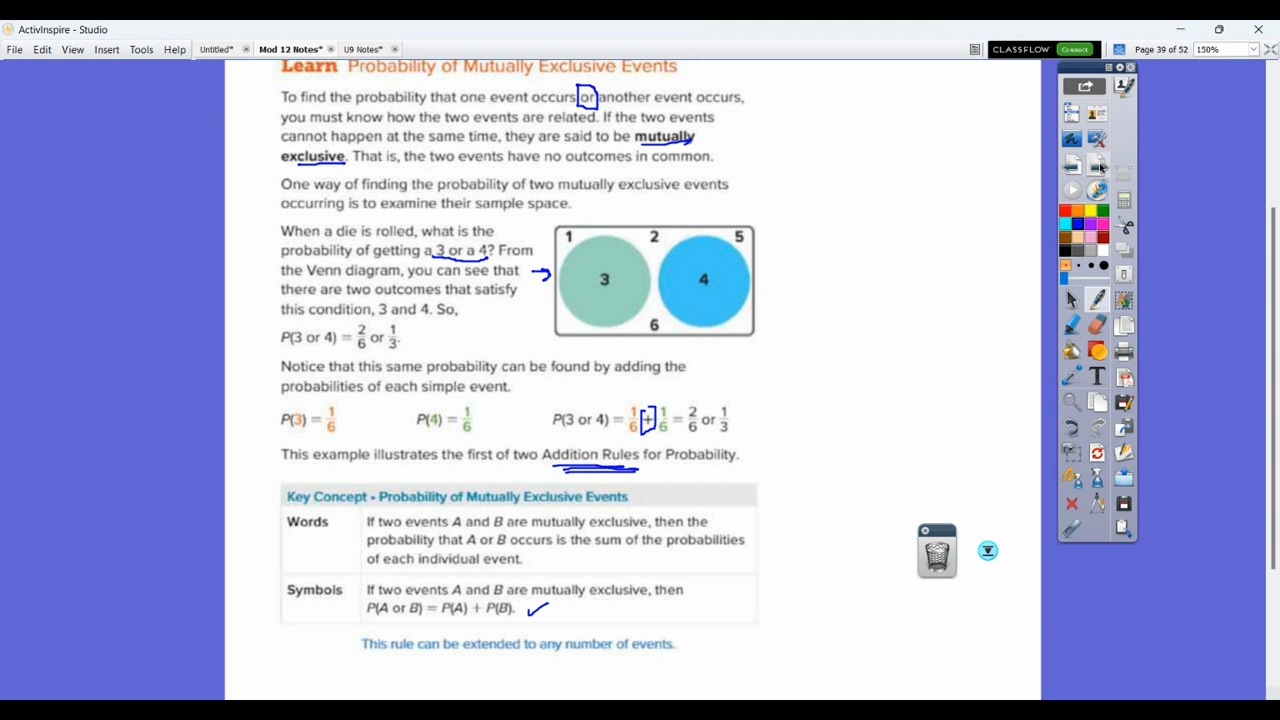 ActivInspire - Studio
File Edit View Insert Tools Help Untitled* Mod 12 Notes* U9 Notes* CLASSFLOW Connect Page 39 of 52 150%
Learn Probability of Mutually Exclusive Events
To find the probability that one event occurs or another event occurs,
you must know how the two events are related. If the two events
cannot happen at the same time, they are said to be mutually
exclusive. That is, the two events have no outcomes in common.
One way of finding the probability of two mutually exclusive events
occurring is to examine their sample space.
When a die is rolled, what is the
probability of getting a 3 or a 4? From
the Venn diagram, you can see that
there are two outcomes that satisfy
this condition, 3 and 4. So,
P(3 or 4) = 2/6 or 1/3.
1 2 5
3 4
6
Notice that this same probability can be found by adding the
probabilities of each simple event.
P(3) = 1/6 P(4) = 1/6 P(3 or 4) = 1/6 + 1/6 = 2/6 or 1/3
This example illustrates the first of two Addition Rules for Probability.
Key Concept • Probability of Mutually Exclusive Events
Words If two events A and B are mutually exclusive, then the
probability that A or B occurs is the sum of the probabilities
of each individual event.
Symbols If two events A and B are mutually exclusive, then
P(A or B) = P(A) + P(B).
This rule can be extended to any number of events.